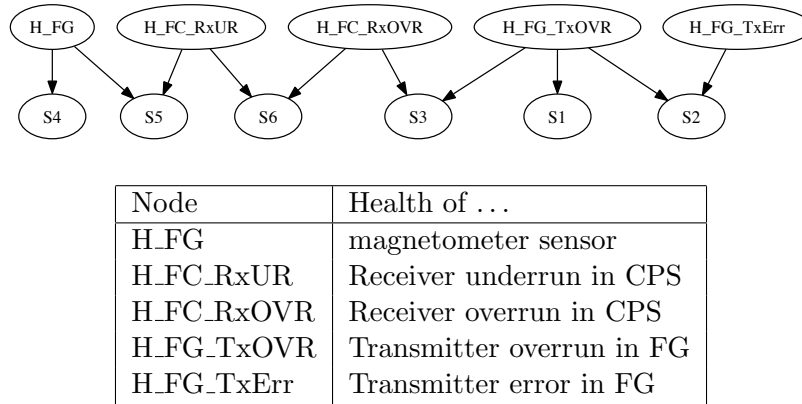 H_FG H_FC_RxUR H_FC_RxOVR H_FG_TxOVR H_FG_TxErr
S4 S5 S6 S3 S1 S2
Node Health of ...
H_FG magnetometer sensor
H_FC_RxUR Receiver underrun in CPS
H_FC_RxOVR Receiver overrun in CPS
H_FG_TxOVR Transmitter overrun in FG
H_FG_TxErr Transmitter error in FG